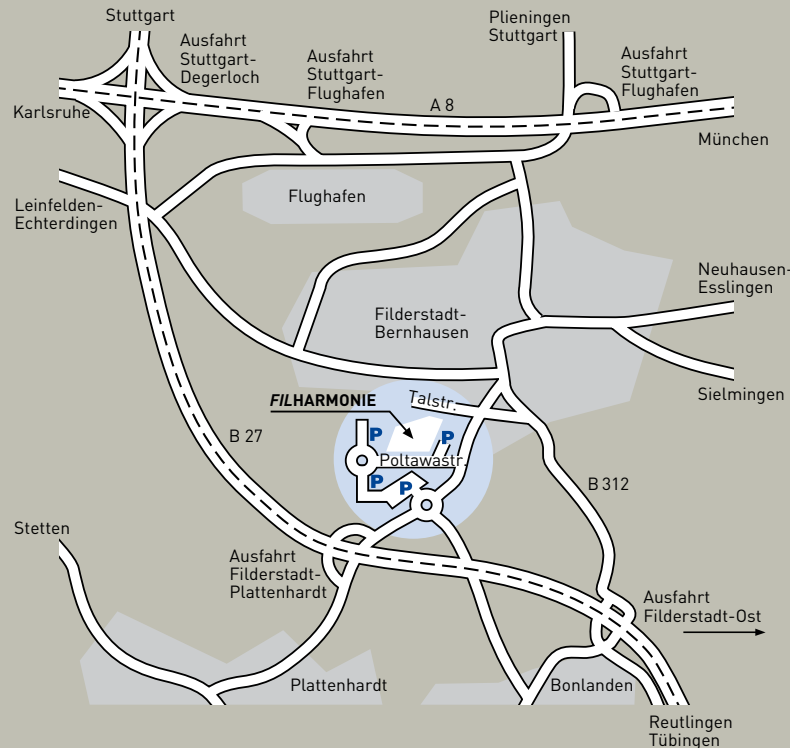 Stuttgart
Plieningen
Stuttgart
Ausfahrt
Stuttgart-
Degerloch
Ausfahrt
Stuttgart-
Flughafen
Ausfahrt
Stuttgart-
Flughafen
A 8
Karlsruhe
München
Flughafen
Leinfelden-
Echterdingen
Neuhausen-
Esslingen
Filderstadt-
Bernhausen
Sielmingen
FILHARMONIE
Talstr.
P
P
B 27
Poltawastr.
P
P
B 312
Stetten
Ausfahrt
Filderstadt-
Plattenhardt
Ausfahrt
Filderstadt-Ost
Plattenhardt
Bonlanden
Reutlingen
Tübingen